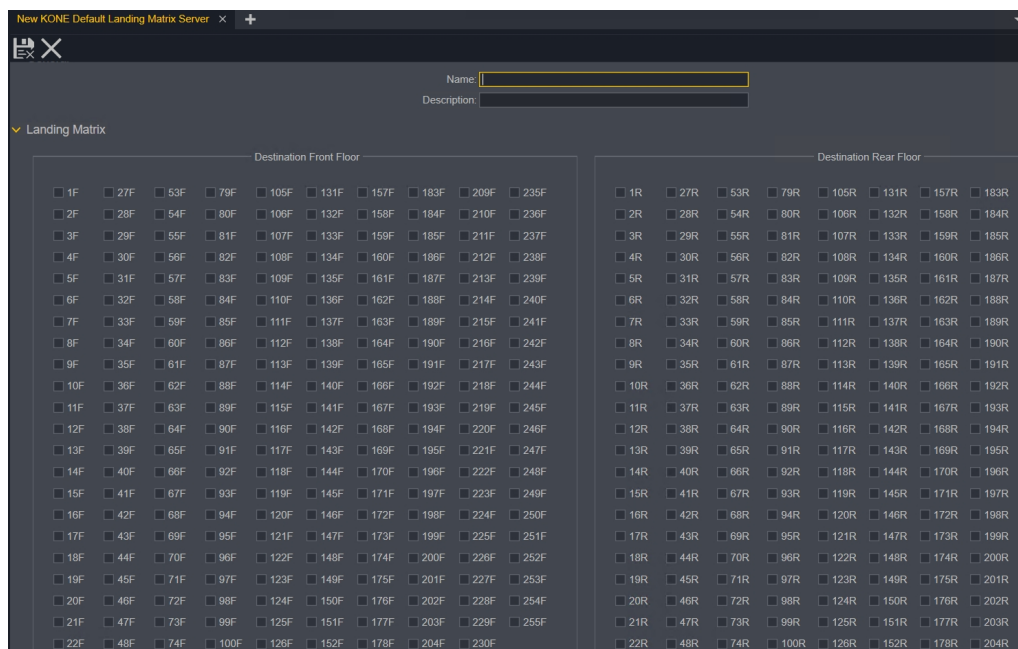 New KONE Default Landing Matrix Server × +
Name:
Description:
Landing Matrix
Destination Front Floor Destination Rear Floor
1F 27F 53F 79F 105F 131F 157F 183F 209F 235F 1R 27R 53R 79R 105R 131R 157R 183R
2F 28F 54F 80F 106F 132F 158F 184F 210F 236F 2R 28R 54R 80R 106R 132R 158R 184R
3F 29F 55F 81F 107F 133F 159F 185F 211F 237F 3R 29R 55R 81R 107R 133R 159R 185R
4F 30F 56F 82F 108F 134F 160F 186F 212F 238F 4R 30R 56R 82R 108R 134R 160R 186R
5F 31F 57F 83F 109F 135F 161F 187F 213F 239F 5R 31R 57R 83R 109R 135R 161R 187R
6F 32F 58F 84F 110F 136F 162F 188F 214F 240F 6R 32R 58R 84R 110R 136R 162R 188R
7F 33F 59F 85F 111F 137F 163F 189F 215F 241F 7R 33R 59R 85R 111R 137R 163R 189R
8F 34F 60F 86F 112F 138F 164F 190F 216F 242F 8R 34R 60R 86R 112R 138R 164R 190R
9F 35F 61F 87F 113F 139F 165F 191F 217F 243F 9R 35R 61R 87R 113R 139R 165R 191R
10F 36F 62F 88F 114F 140F 166F 192F 218F 244F 10R 36R 62R 88R 114R 140R 166R 192R
11F 37F 63F 89F 115F 141F 167F 193F 219F 245F 11R 37R 63R 89R 115R 141R 167R 193R
12F 38F 64F 90F 116F 142F 168F 194F 220F 246F 12R 38R 64R 90R 116R 142R 168R 194R
13F 39F 65F 91F 117F 143F 169F 195F 221F 247F 13R 39R 65R 91R 117R 143R 169R 195R
14F 40F 66F 92F 118F 144F 170F 196F 222F 248F 14R 40R 66R 92R 118R 144R 170R 196R
15F 41F 67F 93F 119F 145F 171F 197F 223F 249F 15R 41R 67R 93R 119R 145R 171R 197R
16F 42F 68F 94F 120F 146F 172F 198F 224F 250F 16R 42R 68R 94R 120R 146R 172R 198R
17F 43F 69F 95F 121F 147F 173F 199F 225F 251F 17R 43R 69R 95R 121R 147R 173R 199R
18F 44F 70F 96F 122F 148F 174F 200F 226F 252F 18R 44R 70R 96R 122R 148R 174R 200R
19F 45F 71F 97F 123F 149F 175F 201F 227F 253F 19R 45R 71R 97R 123R 149R 175R 201R
20F 46F 72F 98F 124F 150F 176F 202F 228F 254F 20R 46R 72R 98R 124R 150R 176R 202R
21F 47F 73F 99F 125F 151F 177F 203F 229F 255F 21R 47R 73R 99R 125R 151R 177R 203R
22F 48F 74F 100F 126F 152F 178F 204F 230F 22R 48R 74R 100R 126R 152R 178R 204R